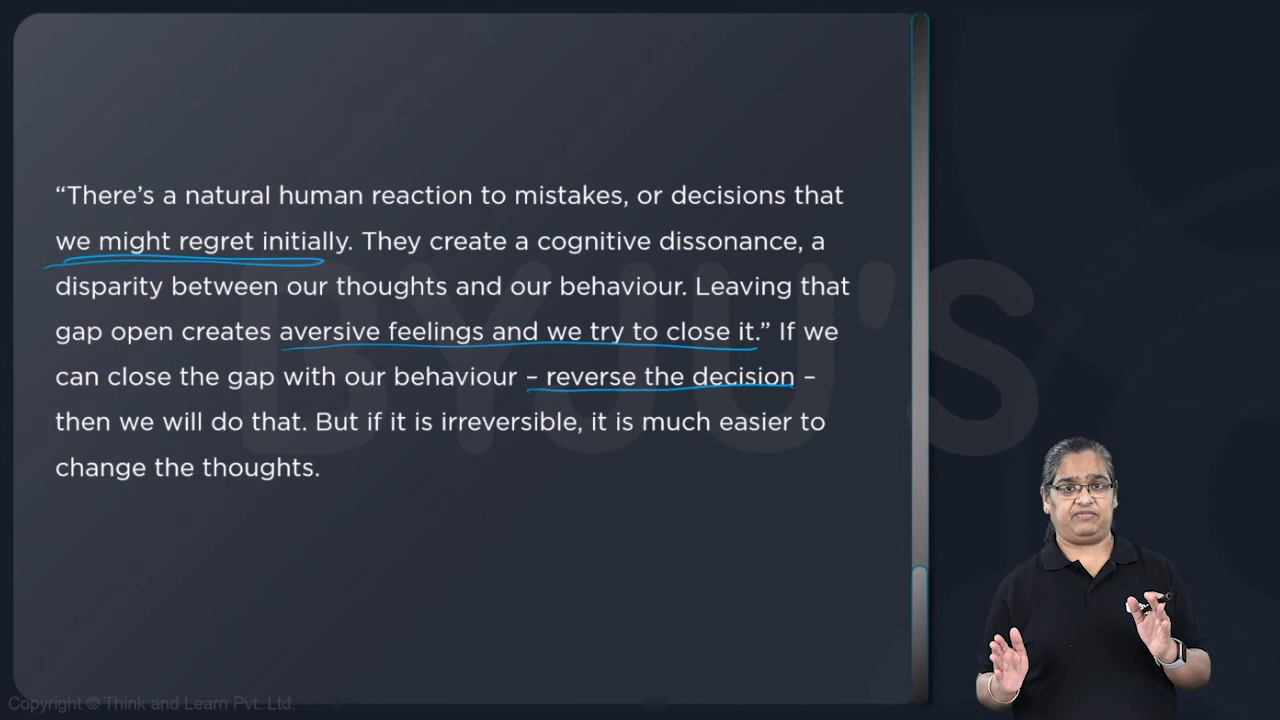 “There’s a natural human reaction to mistakes, or decisions that
we might regret initially. They create a cognitive dissonance, a
disparity between our thoughts and our behaviour. Leaving that
gap open creates aversive feelings and we try to close it.” If we
can close the gap with our behaviour – reverse the decision –
then we will do that. But if it is irreversible, it is much easier to
change the thoughts.
BYJU'S
Copyright © Think and Learn Pvt. Ltd.